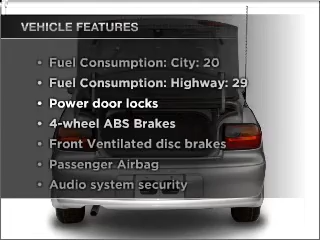 VEHICLE FEATURES
• Fuel Consumption: City: 20
• Fuel Consumption: Highway: 29
• Power door locks
• 4-wheel ABS Brakes
• Front Ventilated disc brakes
• Passenger Airbag
• Audio system security